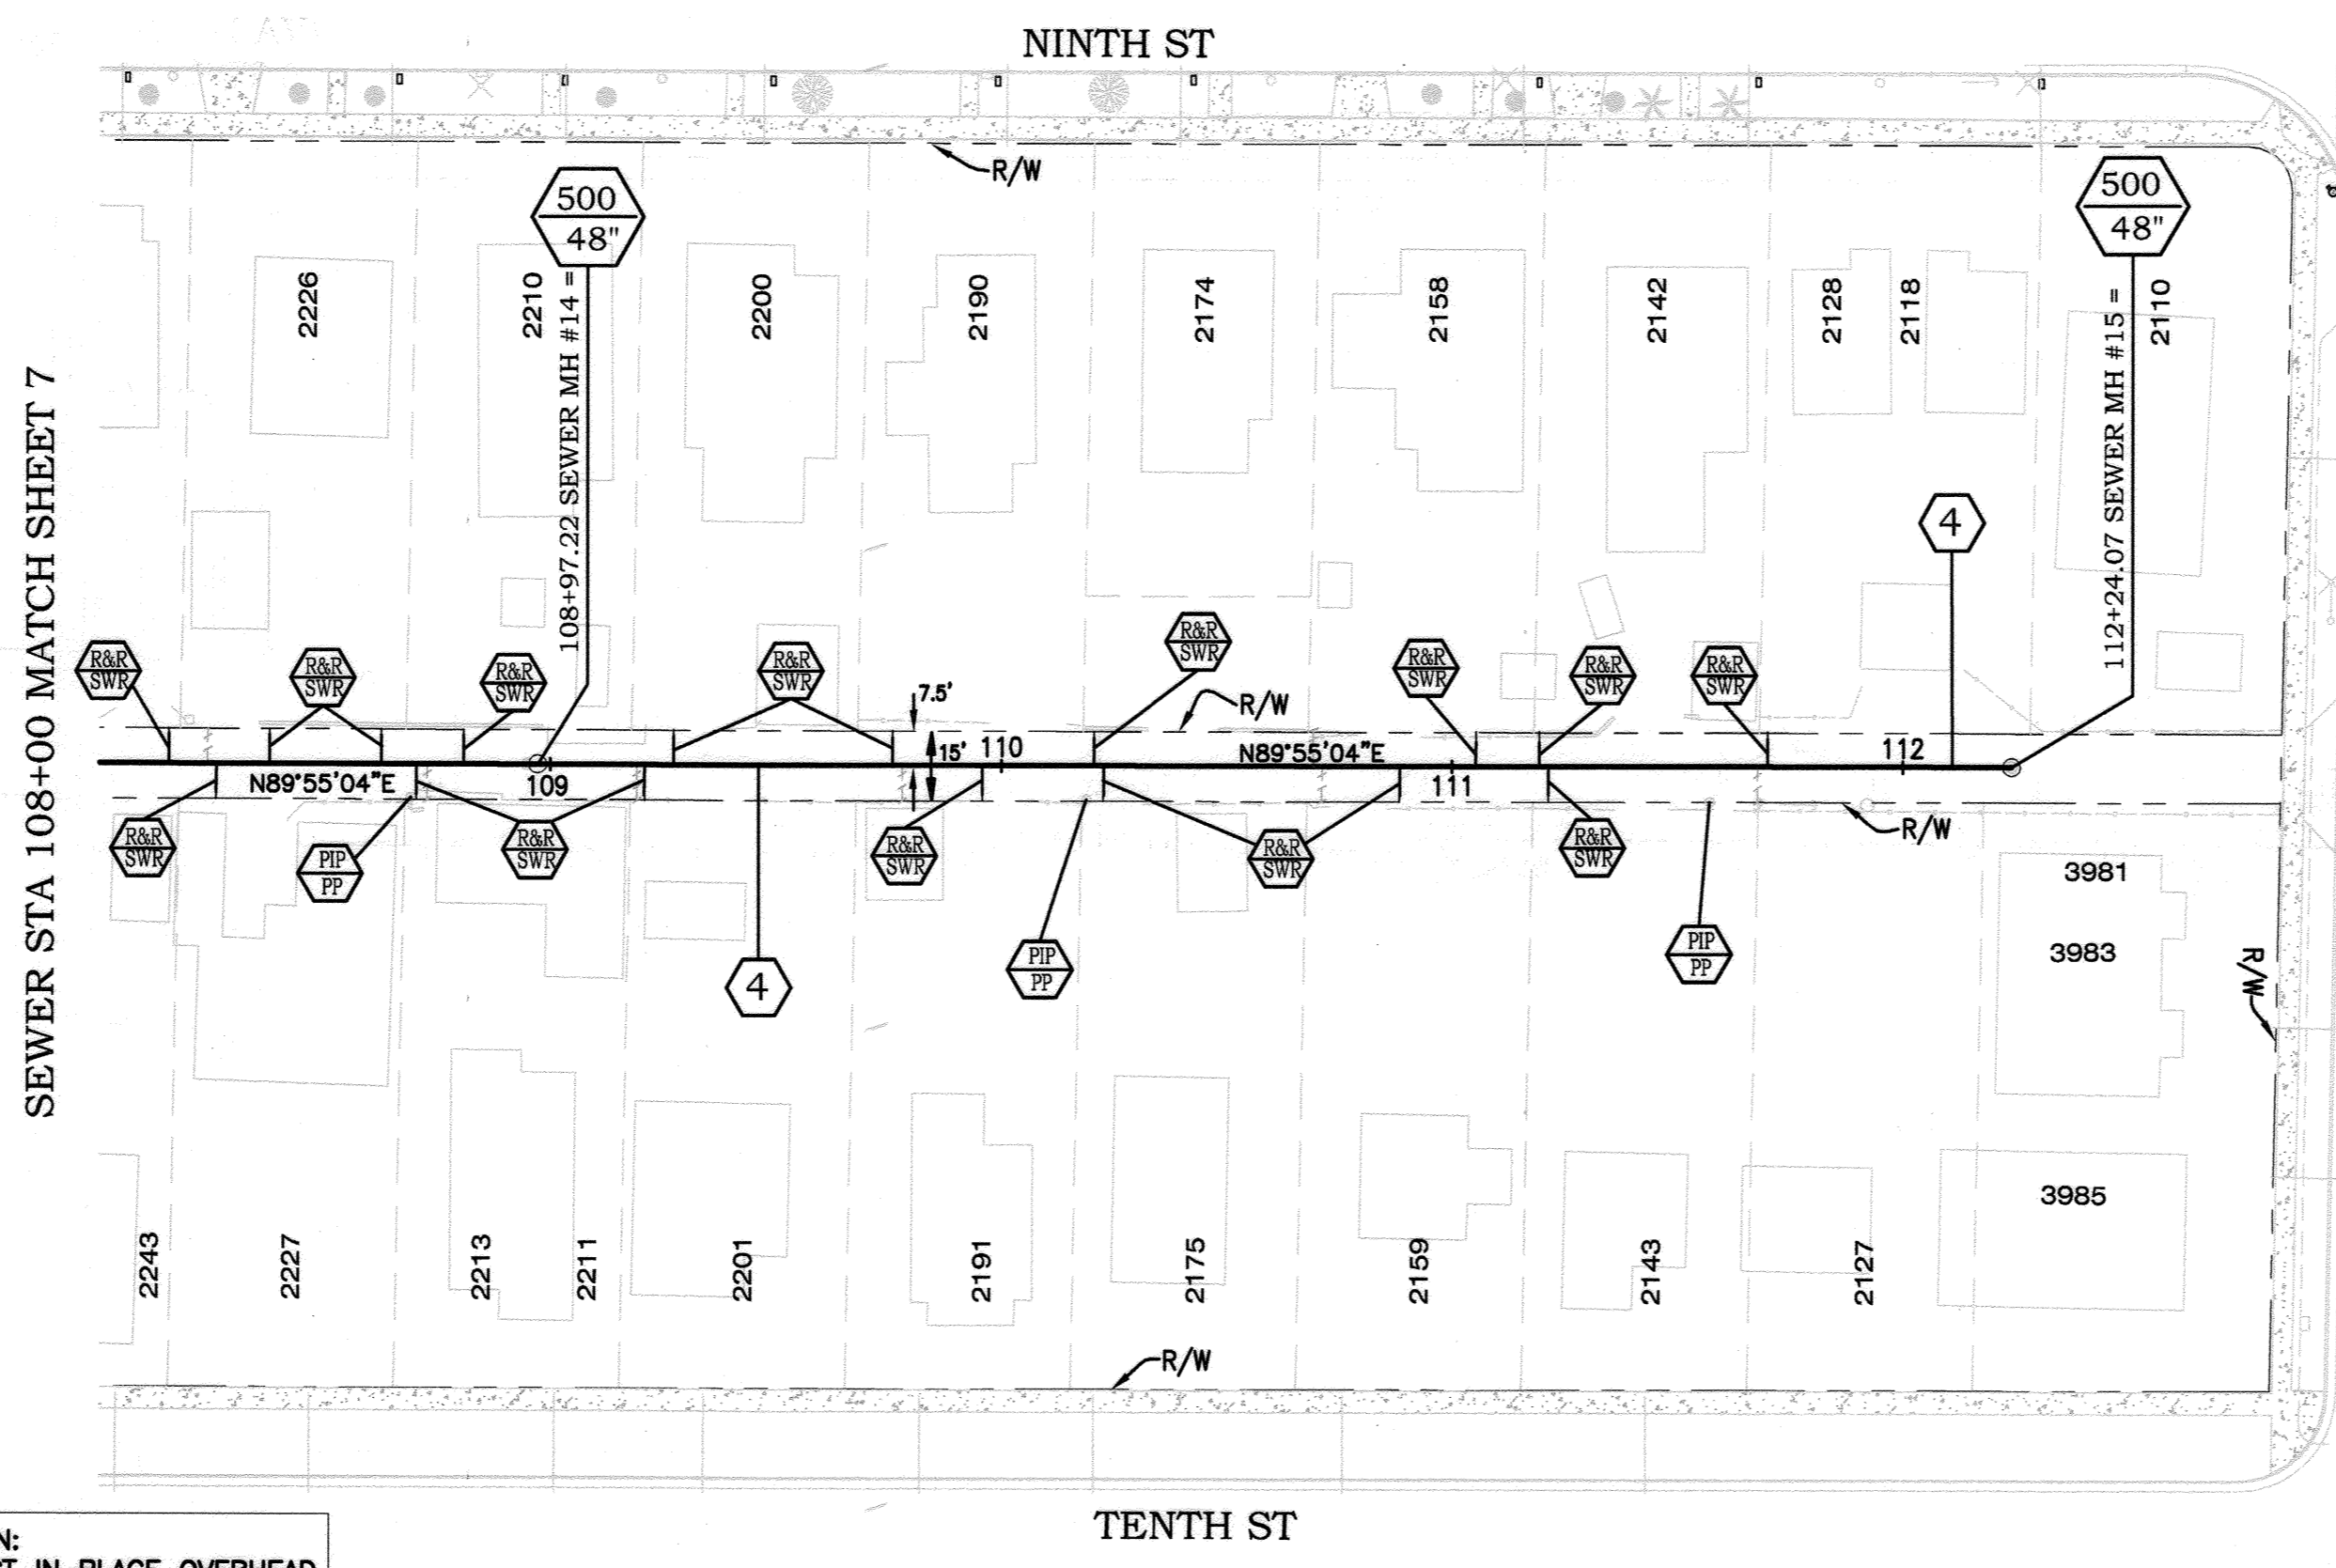 NINTH ST
R/W
500
48"
500
48"
2226
2210
2200
2190
2174
2158
2142
2128
2118
2110
108+97.22 SEWER MH #14 =
112+24.07 SEWER MH #15 =
SEWER STA 108+00 MATCH SHEET 7
4
R&R
SWR
R&R
SWR
R&R
SWR
R&R
SWR
R&R
SWR
R&R
SWR
R&R
SWR
R&R
SWR
7.5'
R/W
15'
110
N89°55'04"E
112
N89°55'04"E
109
111
R/W
R&R
SWR
PIP
PP
R&R
SWR
R&R
SWR
R&R
SWR
R&R
SWR
4
PIP
PP
PIP
PP
3981
3983
R/W
3985
2243
2227
2213
2211
2201
2191
2175
2159
2143
2127
R/W
TENTH ST
N:
IN PLACE OVERHEAD